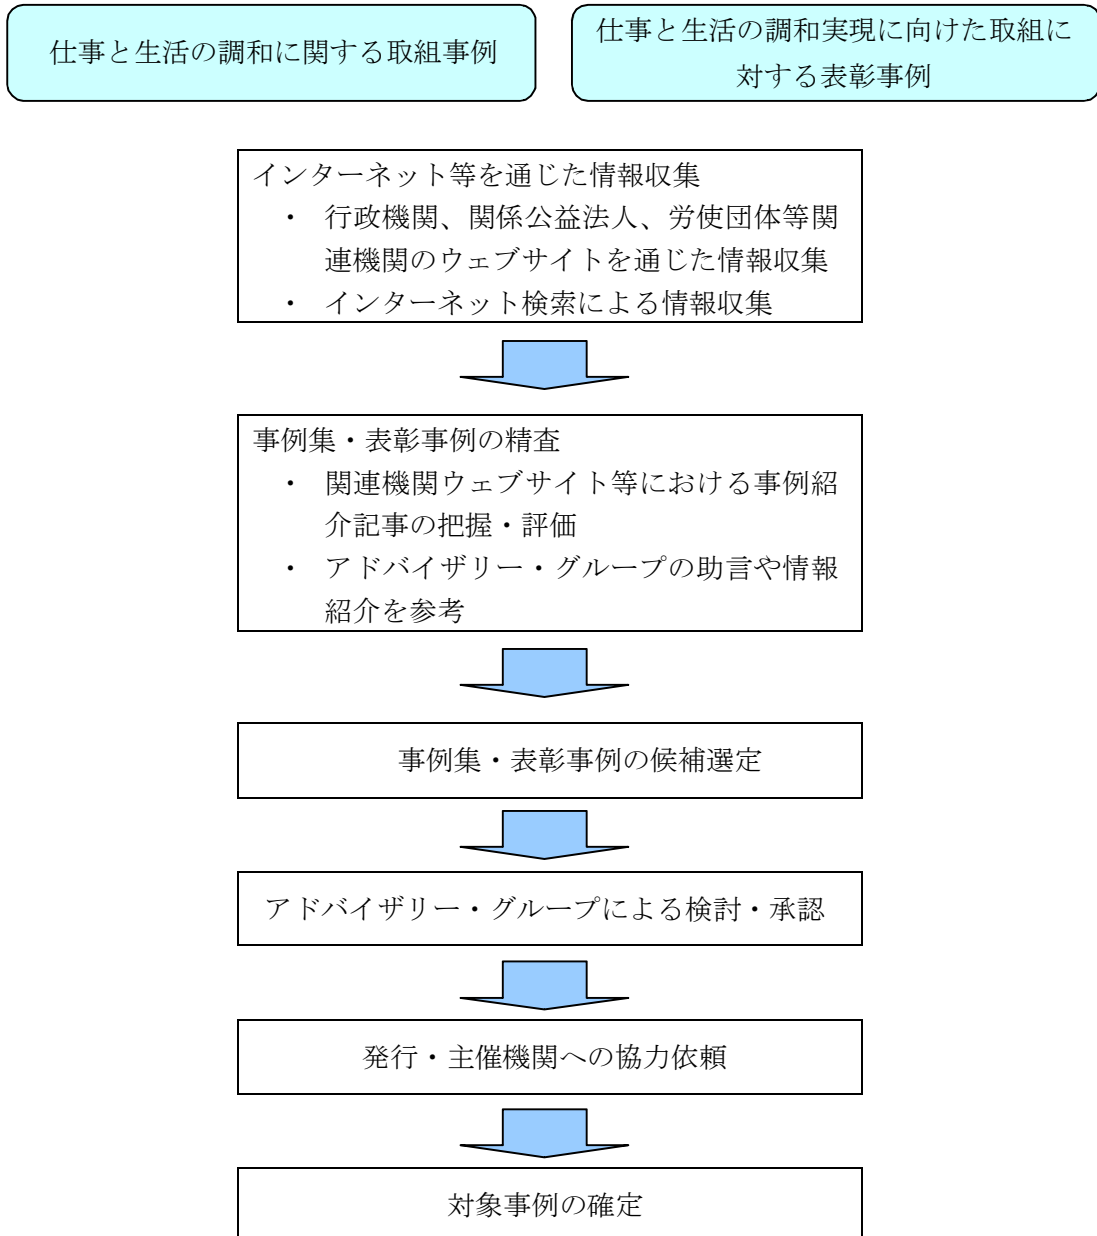 仕事と生活の調和に関する取組事例
仕事と生活の調和実現に向けた取組に
対する表彰事例
インターネット等を通じた情報収集
・ 行政機関、関係公益法人、労使団体等関
連機関のウェブサイトを通じた情報収集
・ インターネット検索による情報収集
事例集・表彰事例の精査
・ 関連機関ウェブサイト等における事例紹
介記事の把握・評価
・ アドバイザリー・グループの助言や情報
紹介を参考
事例集・表彰事例の候補選定
アドバイザリー・グループによる検討・承認
発行・主催機関への協力依頼
対象事例の確定